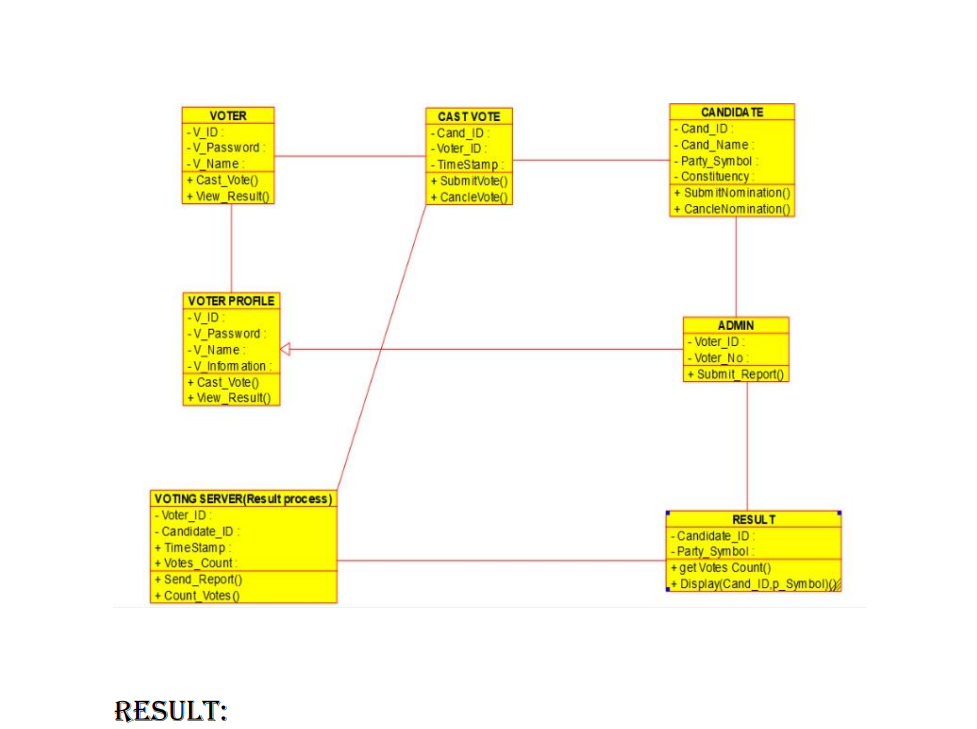 VOTER
- V_ID :
- V_Password :
- V_Name :
+ Cast_Vote()
+ View_Result()
CAST VOTE
- Cand_ID :
- Voter_ID :
- TimeStamp :
+ SubmitVote()
+ CancleVote()
CANDIDATE
- Cand_ID :
- Cand_Name :
- Party_Symbol :
- Constituency :
+ SubmitNomination()
+ CancleNomination()
VOTER PROFILE
- V_ID :
- V_Password :
- V_Name :
- V_Information :
+ Cast_Vote()
+ View_Result()
ADMIN
- Voter_ID :
- Voter_No :
+ Submit_Report()
VOTING SERVER(Result process)
- Voter_ID :
- Candidate_ID :
+ TimeStamp :
+ Votes_Count :
+ Send_Report()
+ Count_Votes()
RESULT
- Candidate_ID :
- Party_Symbol :
+ get Votes Count()
+ Display(Cand_ID,p_Symbol)()
RESULT: